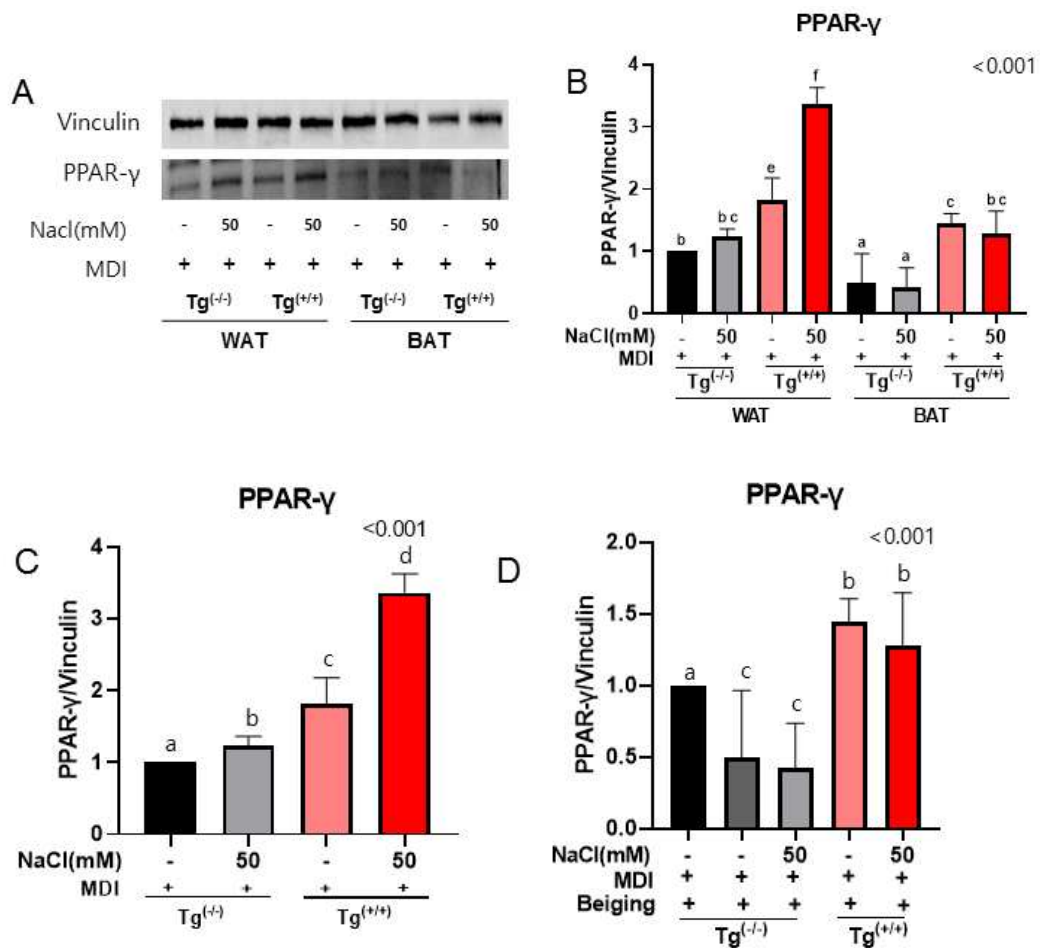 A
Vinculin
PPAR-γ
Nacl(mM) - 50 - 50 - 50 - 50
MDI + + + + + + + +
Tg(-/-) Tg(+/+) Tg(-/-) Tg(+/+)
WAT BAT
B
PPAR-γ
<0.001
PPAR-γ/Vinculin
4
3
2
1
0
b bc e f a a c bc
NaCl(mM) - 50 - 50 - 50 - 50
MDI + + + + + + + +
Tg(-/-) Tg(+/+) Tg(-/-) Tg(+/+)
WAT BAT
C
PPAR-γ
<0.001
PPAR-γ/Vinculin
4
3
2
1
0
a b c d
NaCl(mM) - 50 - 50
MDI + + + +
Tg(-/-) Tg(+/+)
D
PPAR-γ
<0.001
PPAR-γ/Vinculin
2.0
1.5
1.0
0.5
0.0
a c c b b
NaCl(mM) - - 50 - 50
MDI + + + + +
Beiging + + + + +
Tg(-/-) Tg(+/+)